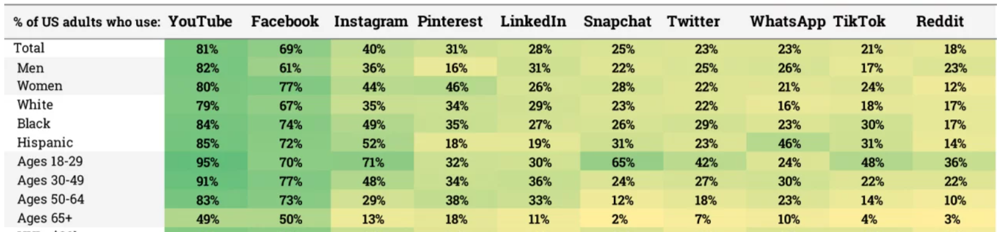 % of US adults who use: YouTube Facebook Instagram Pinterest LinkedIn Snapchat Twitter WhatsApp TikTok Reddit
Total 81% 69% 40% 31% 28% 25% 23% 23% 21% 18%
Men 82% 61% 36% 16% 31% 22% 25% 26% 17% 23%
Women 80% 77% 44% 46% 26% 28% 22% 21% 24% 12%
White 79% 67% 35% 34% 29% 23% 22% 16% 18% 17%
Black 84% 74% 49% 35% 27% 26% 29% 23% 30% 17%
Hispanic 85% 72% 52% 18% 19% 31% 23% 46% 31% 14%
Ages 18-29 95% 70% 71% 32% 30% 65% 42% 24% 48% 36%
Ages 30-49 91% 77% 48% 34% 36% 24% 27% 30% 22% 22%
Ages 50-64 83% 73% 29% 38% 33% 12% 18% 23% 14% 10%
Ages 65+ 49% 50% 13% 18% 11% 2% 7% 10% 4% 3%